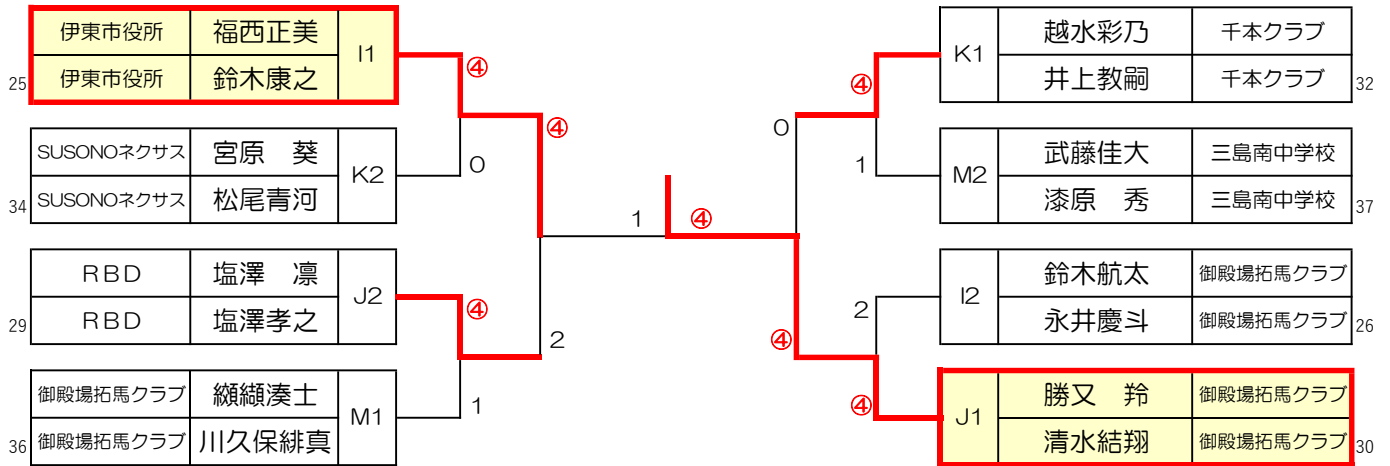 伊東市役所 福西正美 I1
25 伊東市役所 鈴木康之
④
④
SUSONOネクサス 宮原 葵 K2
34 SUSONOネクサス 松尾青河
0
RBD 塩澤 凛 J2
29 RBD 塩澤孝之
④
2
御殿場拓馬クラブ 纐纈湊士 M1
36 御殿場拓馬クラブ 川久保緋真
1
1
④
K1 越水彩乃 千本クラブ
井上教嗣 千本クラブ 32
④
0
M2 武藤佳大 三島南中学校
漆原 秀 三島南中学校 37
1
I2 鈴木航太 御殿場拓馬クラブ
永井慶斗 御殿場拓馬クラブ 26
2
④
J1 勝又 羚 御殿場拓馬クラブ
清水結翔 御殿場拓馬クラブ 30
④